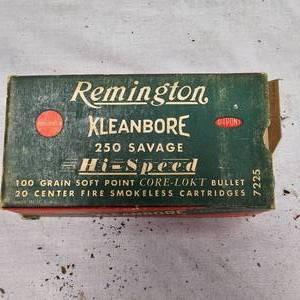 Remington
KLEANBORE
DUPONT
250 SAVAGE
Hi-Speed
100 GRAIN SOFT POINT CORE-LOKT BULLET
20 CENTER FIRE SMOKELESS CARTRIDGES
7225